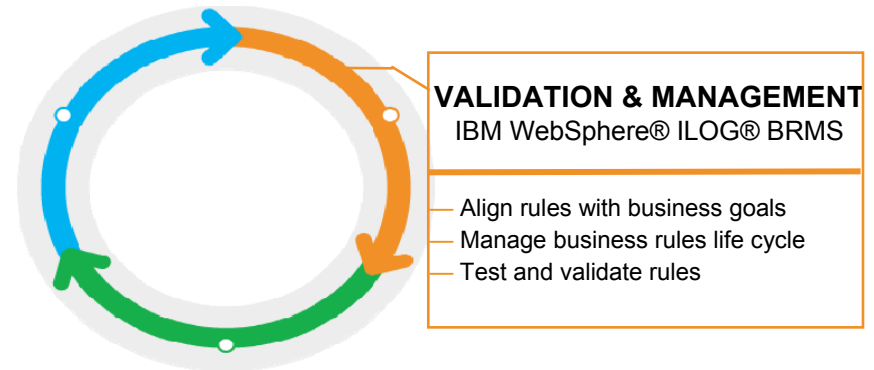 VALIDATION & MANAGEMENT
IBM WebSphere® ILOG® BRMS
Align rules with business goals
Manage business rules life cycle
Test and validate rules